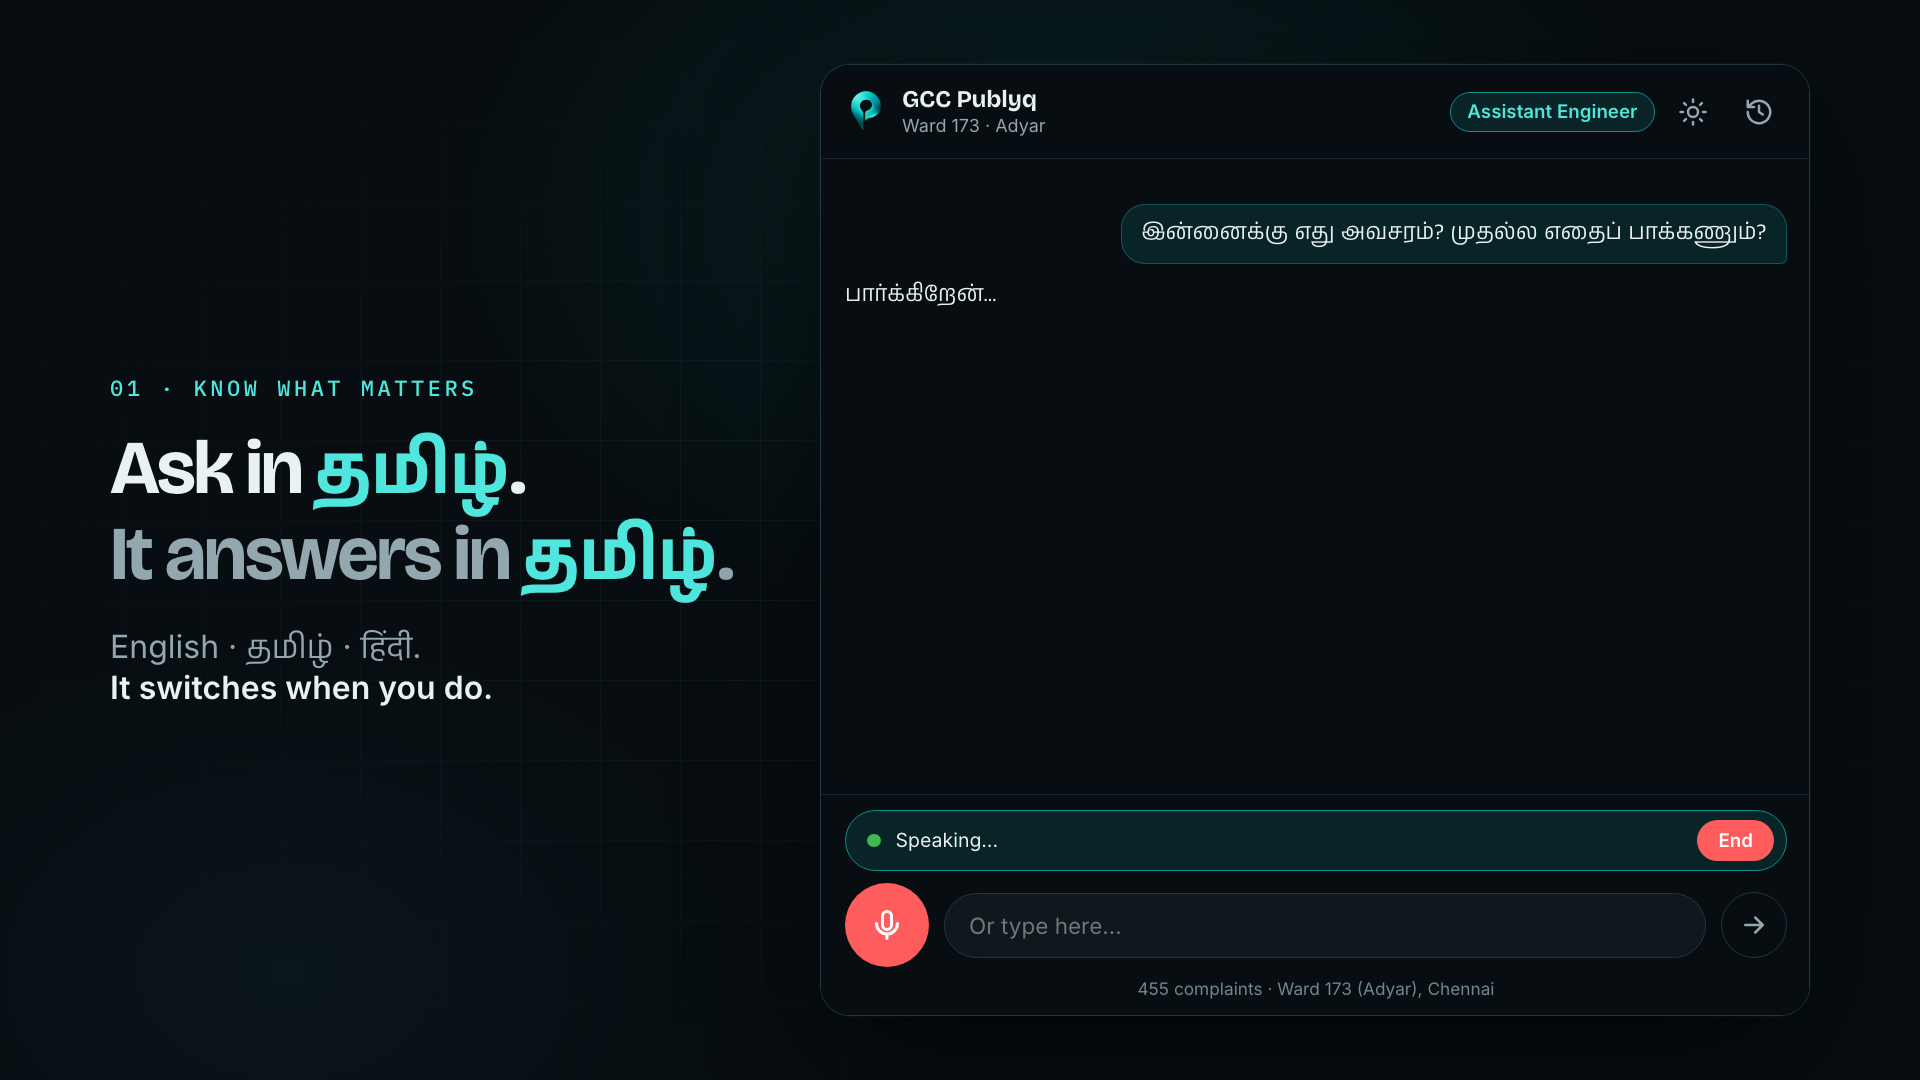 01 · KNOW WHAT MATTERS
Ask in தமிழ்.
It answers in தமிழ்.
English · தமிழ் · हिंदी.
It switches when you do.
GCC Publyq
Ward 173 · Adyar
Assistant Engineer
இன்னைக்கு எது அவசரம்? முதல்ல எதைப் பாக்கணும்?
பார்க்கிறேன்...
Speaking...
End
Or type here...
455 complaints · Ward 173 (Adyar), Chennai